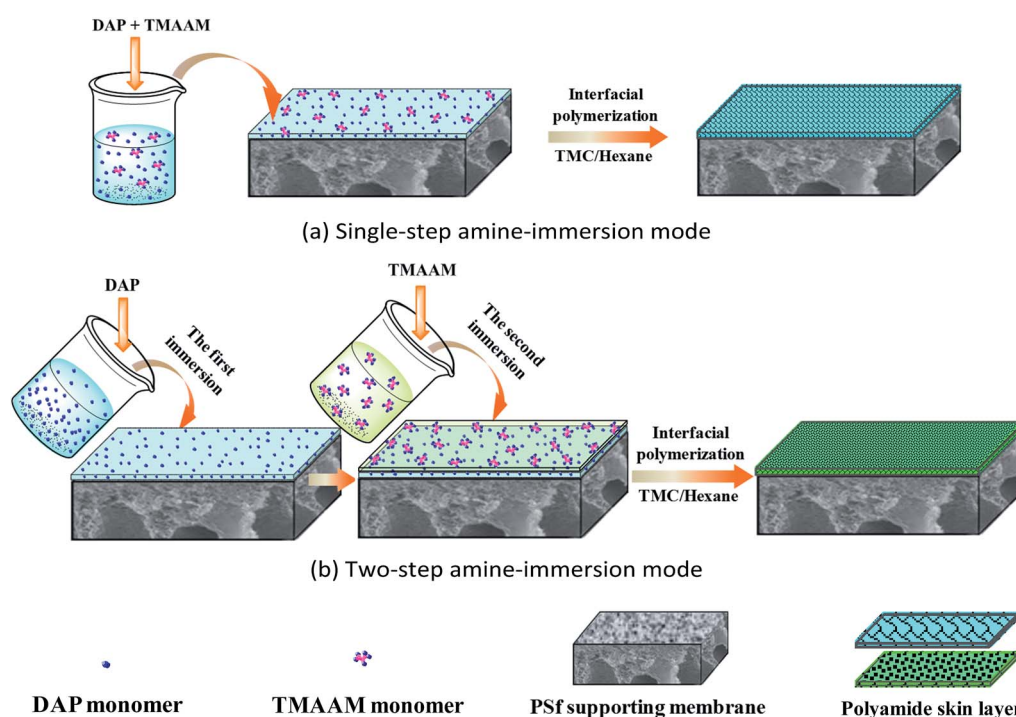 DAP + TMAAM
Interfacial
polymerization
TMC/Hexane
(a) Single-step amine-immersion mode
DAP
The first
immersion
TMAAM
The second
immersion
Interfacial
polymerization
TMC/Hexane
(b) Two-step amine-immersion mode
DAP monomer
TMAAM monomer
PSf supporting membrane
Polyamide skin layer